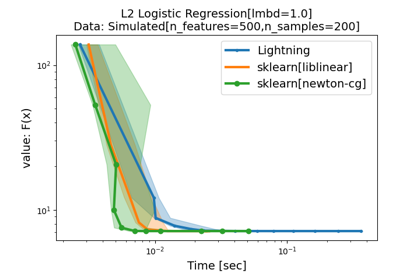 L2 Logistic Regression[lmbd=1.0]
Data: Simulated[n_features=500,n_samples=200]
Lightning
sklearn[liblinear]
sklearn[newton-cg]
value: F(x)
10²
10¹
10⁻²
10⁻¹
Time [sec]